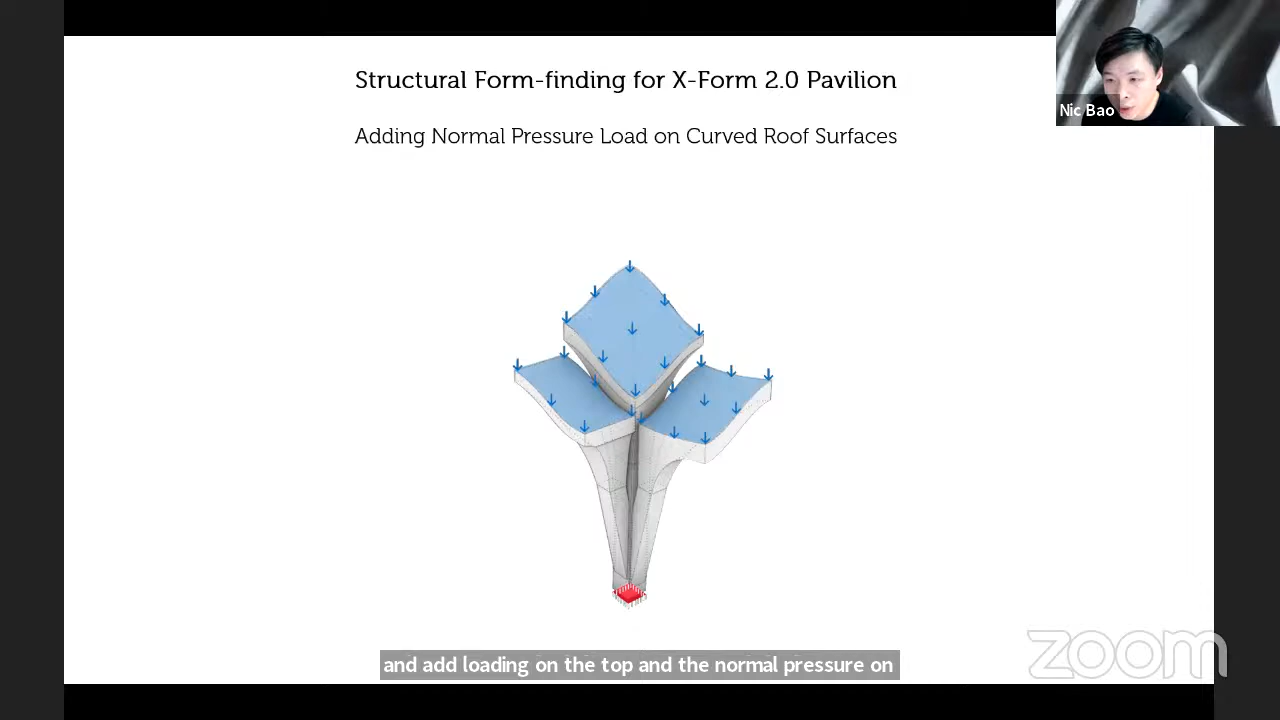 Structural Form-finding for X-Form 2.0 Pavilion
Nic Bao
Adding Normal Pressure Load on Curved Roof Surfaces
zoom
and add loading on the top and the normal pressure on